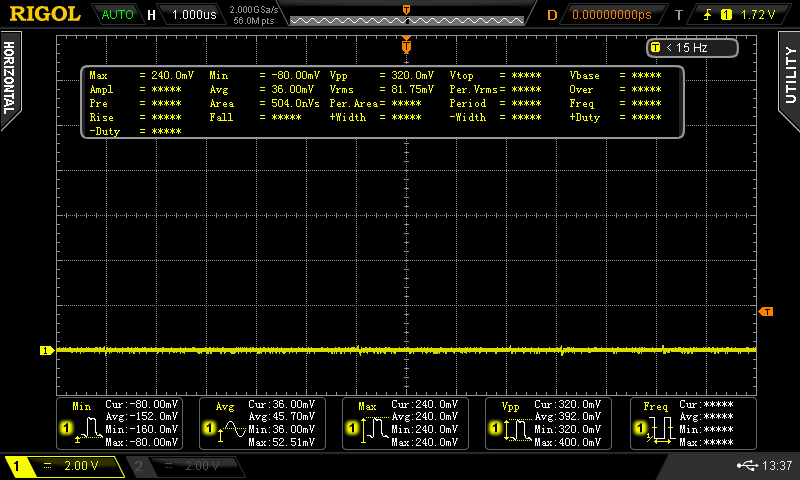 RIGOL AUTO H 1.000us 2.000GSa/s 56.0M pts T D 0.00000000ps T 1 1.72 V
HORIZONTAL
UTILITY
T
T < 15 Hz
Max = 240.0mV Min = -80.00mV Vpp = 320.0mV Vtop = ***** Vbase = *****
Ampl = ***** Avg = 36.00mV Vrms = 81.75mV Per.Vrms= ***** Over = *****
Pre = ***** Area = 504.0nVs Per.Area= ***** Period = ***** Freq = *****
Rise = ***** Fall = ***** +Width = ***** -Width = ***** +Duty = *****
-Duty = *****
T
1
Min 1 Cur:-80.00mV Avg:-152.0mV Min:-160.0mV Max:-80.00mV
Avg 1 Cur:36.00mV Avg:45.70mV Min:36.00mV Max:52.51mV
Max 1 Cur:240.0mV Avg:240.0mV Min:240.0mV Max:240.0mV
Vpp 1 Cur:320.0mV Avg:392.0mV Min:320.0mV Max:400.0mV
Freq 1 Cur:***** Avg:***** Min:***** Max:*****
1 2.00 V 2 2.00 V 13:37